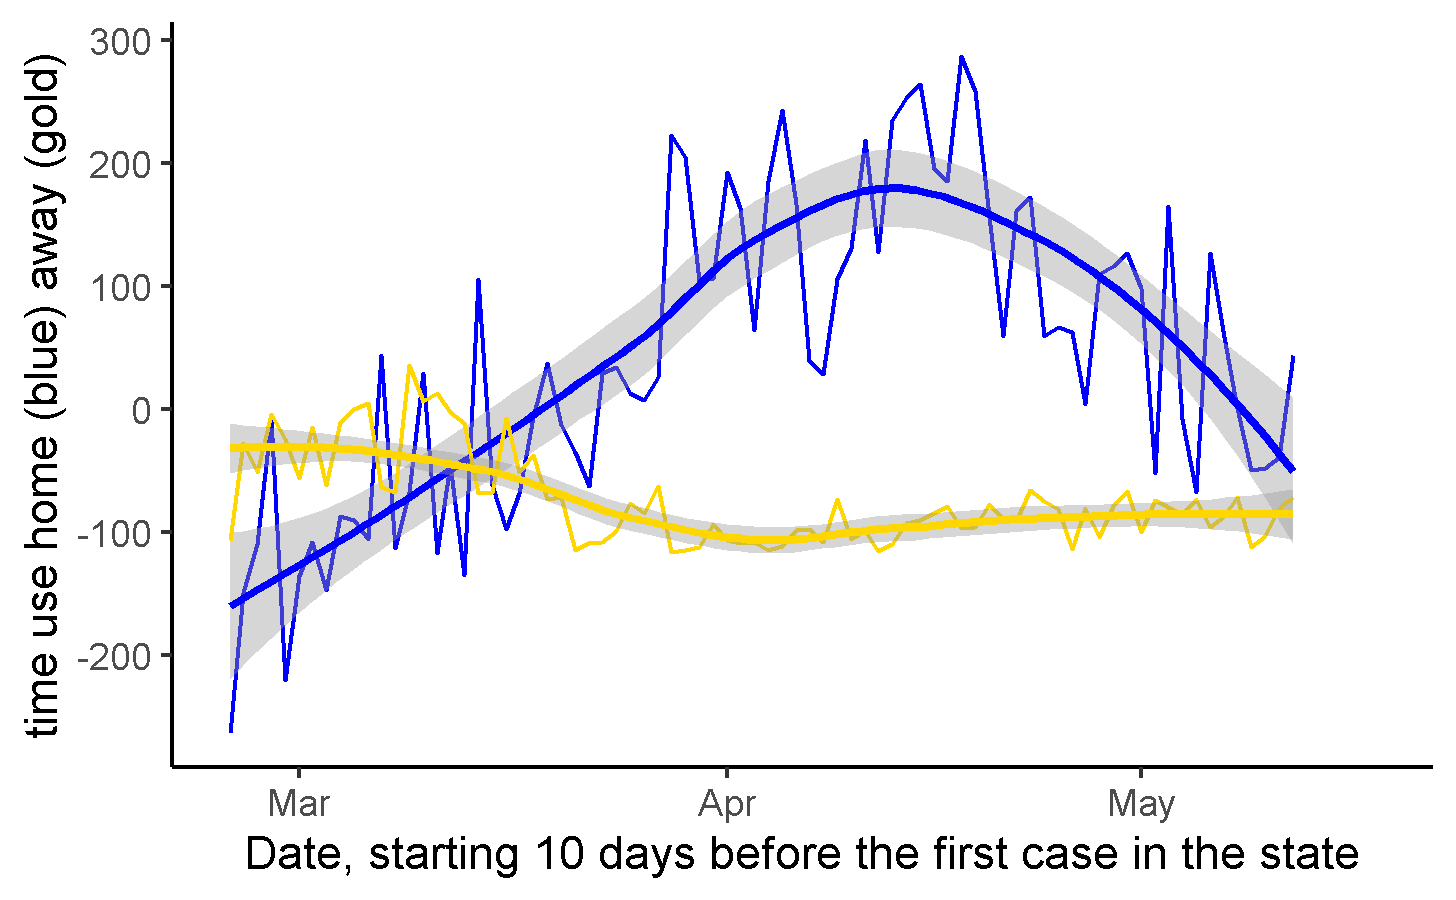 time use home (blue) away (gold)
300
200
100
0
-100
-200
Mar
Apr
May
Date, starting 10 days before the first case in the state